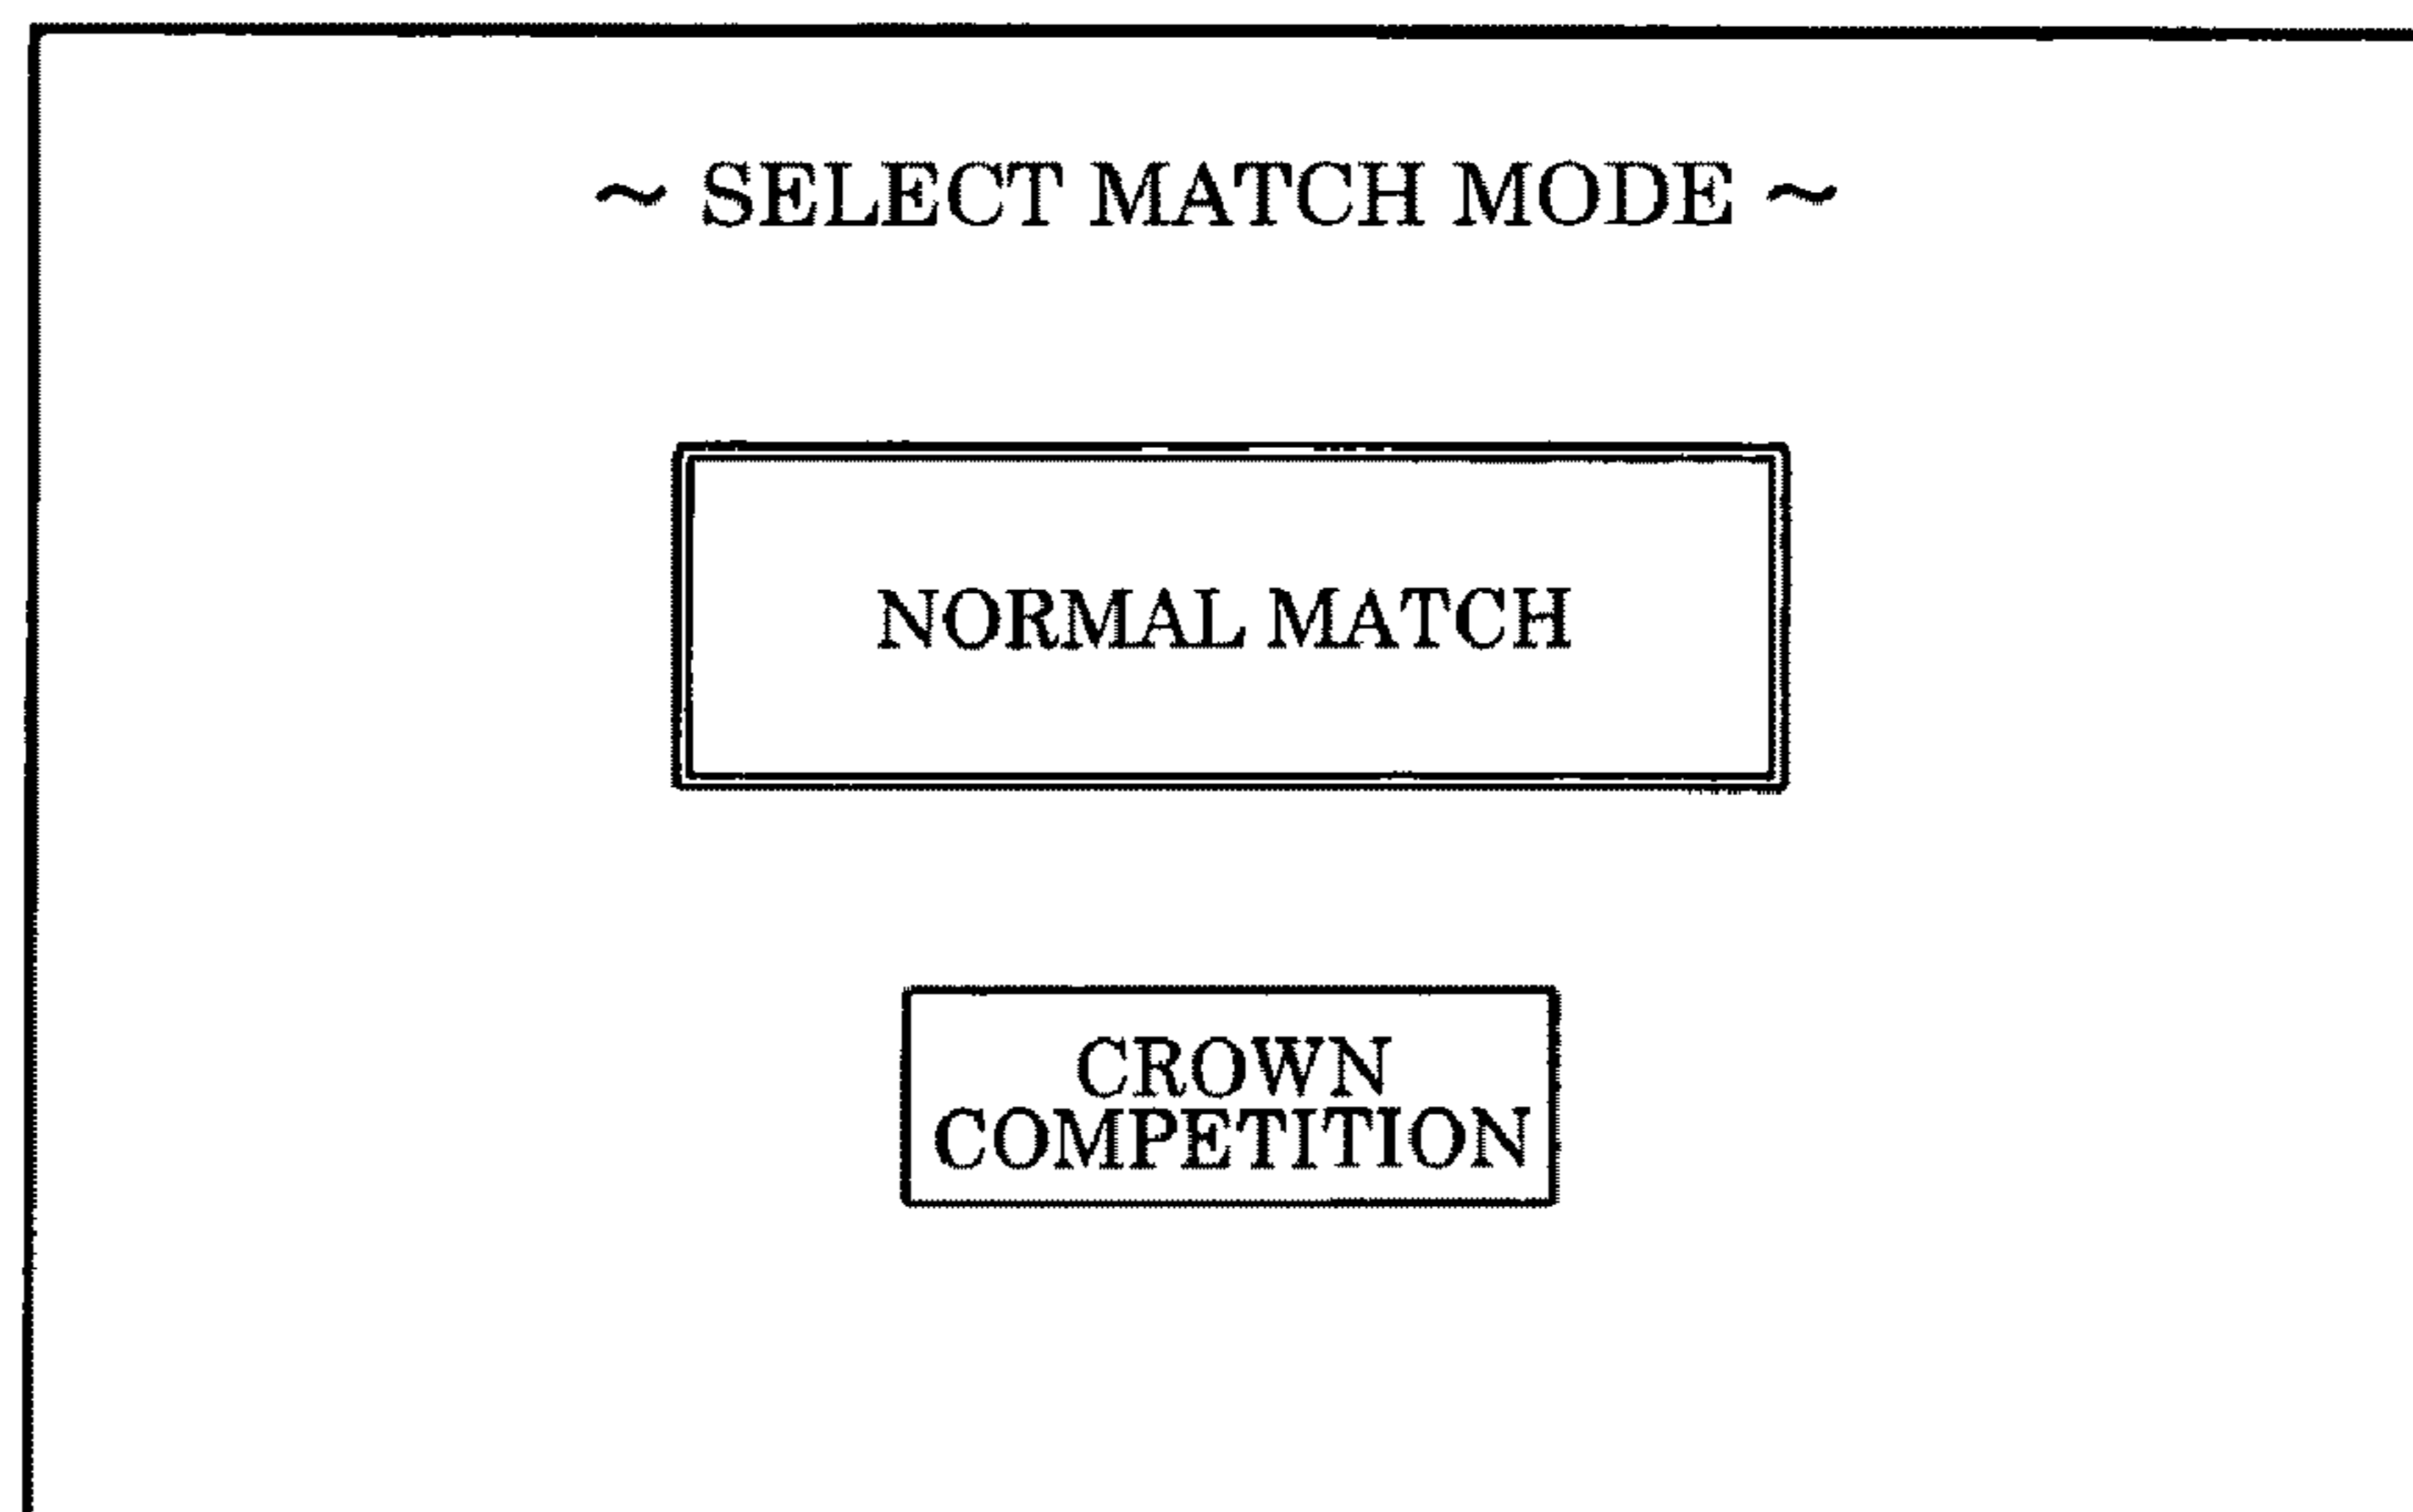 ~ SELECT MATCH MODE ~
NORMAL MATCH
CROWN
COMPETITION